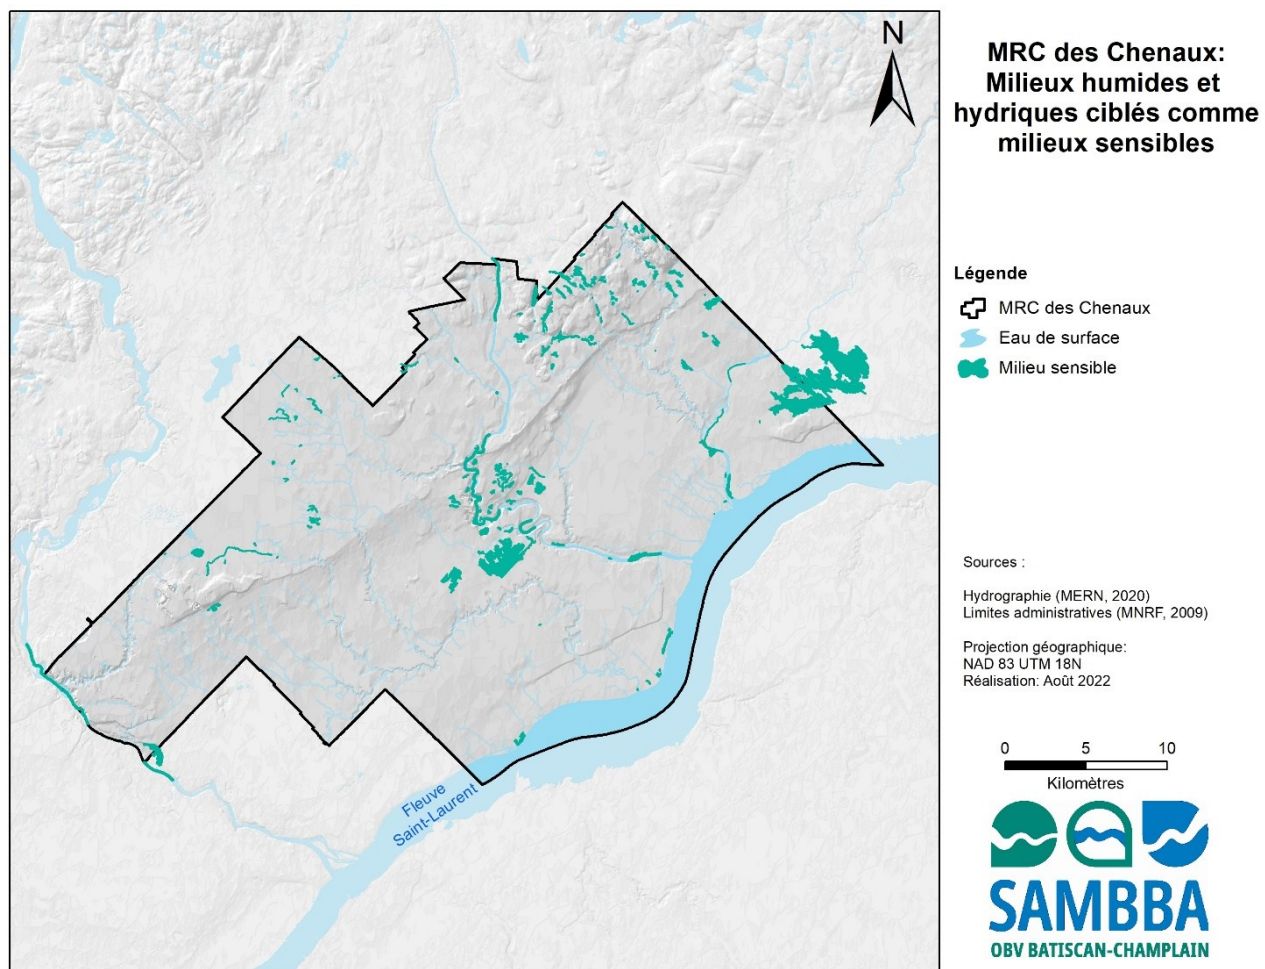 N
MRC des Chenaux:
Milieux humides et
hydriques ciblés comme
milieux sensibles
Légende
MRC des Chenaux
Eau de surface
Milieu sensible
Sources :
Hydrographie (MERN, 2020)
Limites administratives (MNRF, 2009)
Projection géographique:
NAD 83 UTM 18N
Réalisation: Août 2022
0 5 10
Kilomètres
Fleuve
Saint-Laurent
SAMBBA
OBV BATISCAN-CHAMPLAIN